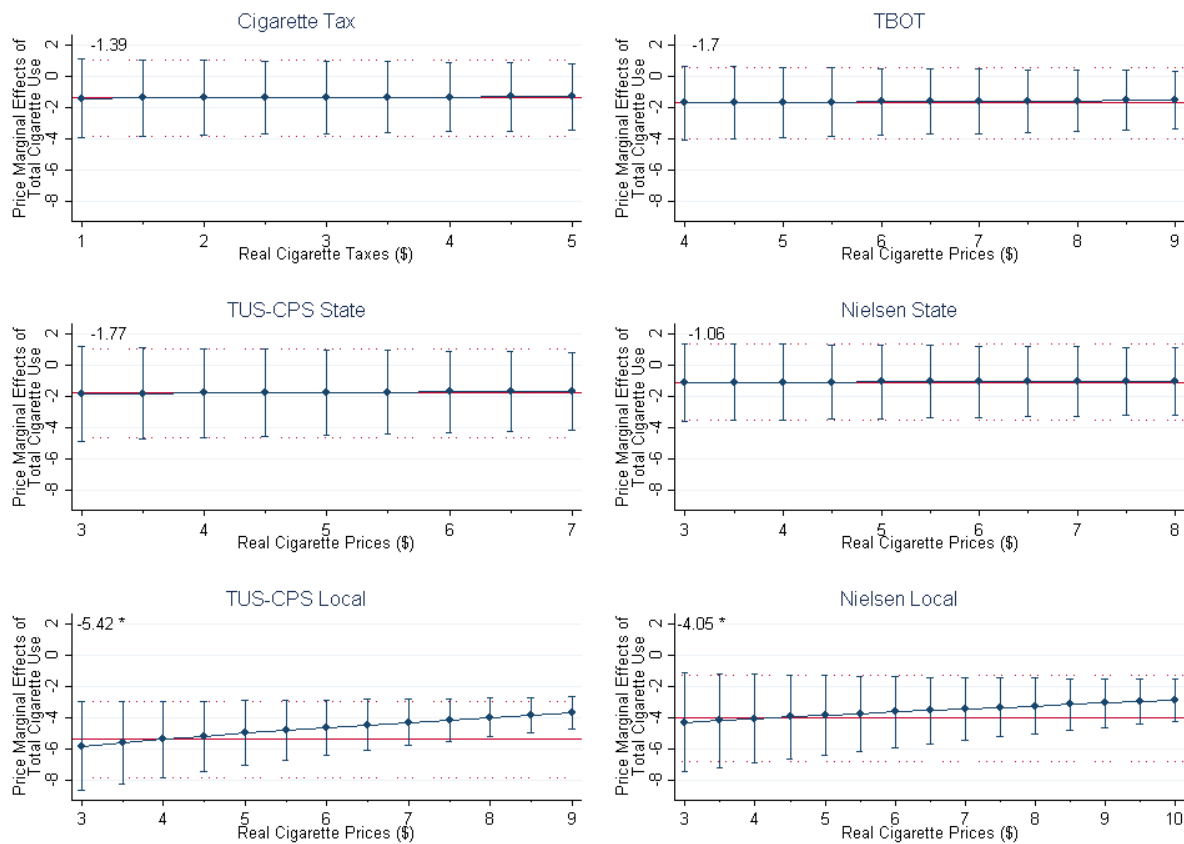 Cigarette Tax
-1.39
Price Marginal Effects of
Total Cigarette Use
2
0
-2
-4
-6
-8
1 2 3 4 5
Real Cigarette Taxes ($)
TBOT
-1.7
Price Marginal Effects of
Total Cigarette Use
2
0
-2
-4
-6
-8
4 5 6 7 8 9
Real Cigarette Prices ($)
TUS-CPS State
-1.77
Price Marginal Effects of
Total Cigarette Use
2
0
-2
-4
-6
-8
3 4 5 6 7
Real Cigarette Prices ($)
Nielsen State
-1.06
Price Marginal Effects of
Total Cigarette Use
2
0
-2
-4
-6
-8
3 4 5 6 7 8
Real Cigarette Prices ($)
TUS-CPS Local
-5.42 *
Price Marginal Effects of
Total Cigarette Use
2
0
-2
-4
-6
-8
3 4 5 6 7 8 9
Real Cigarette Prices ($)
Nielsen Local
-4.05 *
Price Marginal Effects of
Total Cigarette Use
2
0
-2
-4
-6
-8
3 4 5 6 7 8 9 10
Real Cigarette Prices ($)